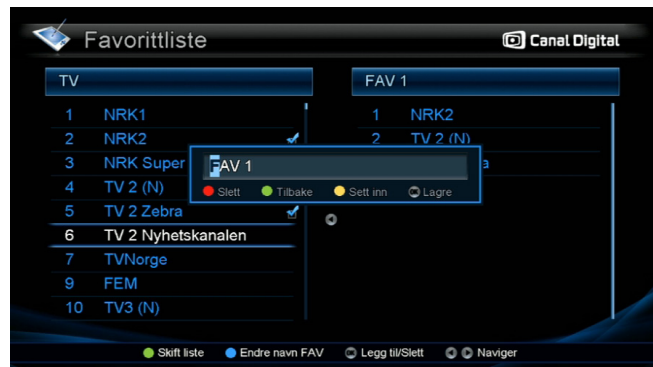 Favorittliste
Canal Digital
TV
1 NRK1
2 NRK2
3 NRK Super
4 TV 2 (N)
5 TV 2 Zebra
6 TV 2 Nyhetskanalen
7 TVNorge
9 FEM
10 TV3 (N)
FAV 1
1 NRK2
2 TV 2 (N)
a
FAV 1
Slett Tilbake Sett inn OK Lagre
Skift liste Endre navn FAV OK Legg til/Slett Naviger